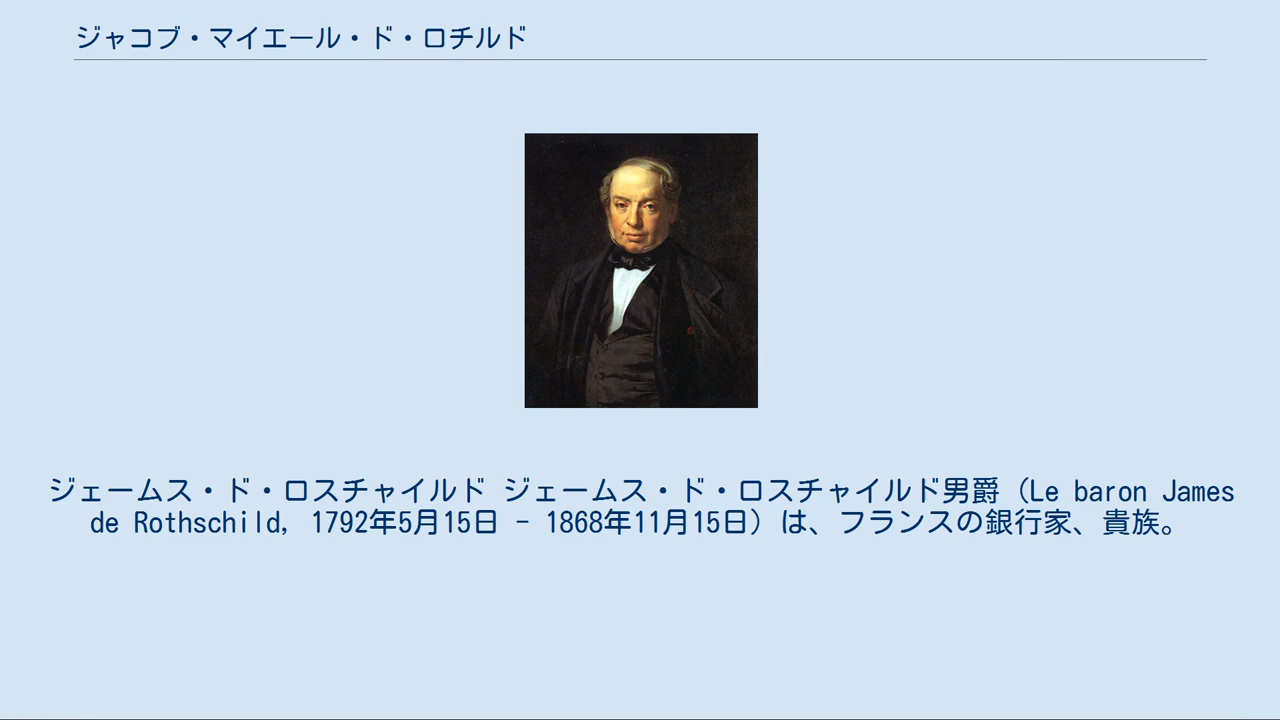 ジャコブ・マイエール・ド・ロチルド
ジェームス・ド・ロスチャイルド ジェームス・ド・ロスチャイルド男爵（Le baron James
de Rothschild, 1792年5月15日 - 1868年11月15日）は、フランスの銀行家、貴族。